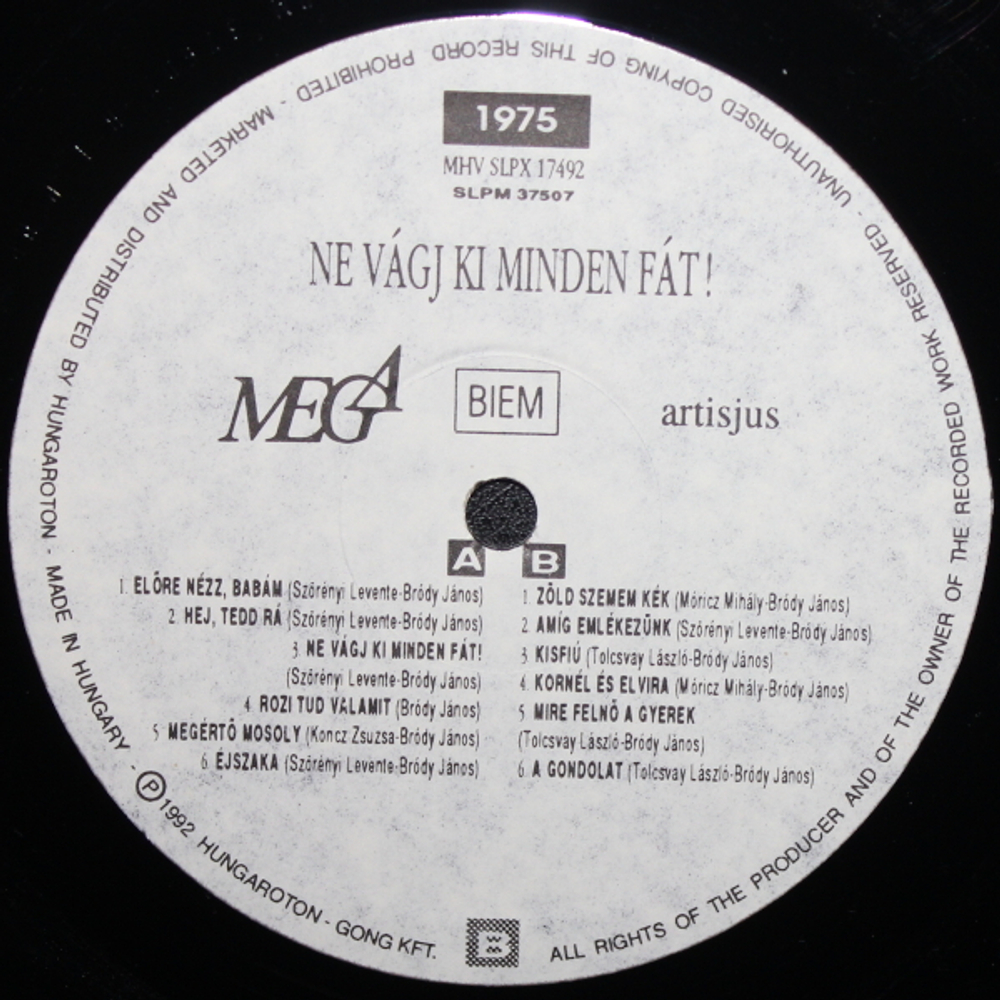 1975
MHV SLPX 17492
SLPM 37507
NE VÁGJ KI MINDEN FÁT!
MEGA
BIEM
artisjus
A
1. ELŐRE NÉZZ, BABÁM (Szörényi Levente-Bródy János)
2. HEJ, TEDD RÁ (Szörényi Levente-Bródy János)
3. NE VÁGJ KI MINDEN FÁT!
(Szörényi Levente-Bródy János)
4. ROZI TUD VALAMIT (Bródy János)
5. MEGÉRTŐ MOSOLY (Koncz Zsuzsa-Bródy János)
6. ÉJSZAKA (Szörényi Levente-Bródy János)
B
1. ZÖLD SZEMEM KÉK (Móricz Mihály-Bródy János)
2. AMÍG EMLÉKEZÜNK (Szörényi Levente-Bródy János)
3. KISFIÚ (Tolcsvay László-Bródy János)
4. KORNÉL ÉS ELVIRA (Móricz Mihály-Bródy János)
5. MIRE FELNŐ A GYEREK
(Tolcsvay László-Bródy János)
6. A GONDOLAT (Tolcsvay László-Bródy János)
ALL RIGHTS OF THE PRODUCER AND OF THE OWNER OF THE RECORDED WORK RESERVED - UNAUTHORISED COPYING OF THIS RECORD PROHIBITED - MARKETED AND DISTRIBUTED BY HUNGAROTON - MADE IN HUNGARY - Ⓟ 1992 HUNGAROTON - GONG KFT.